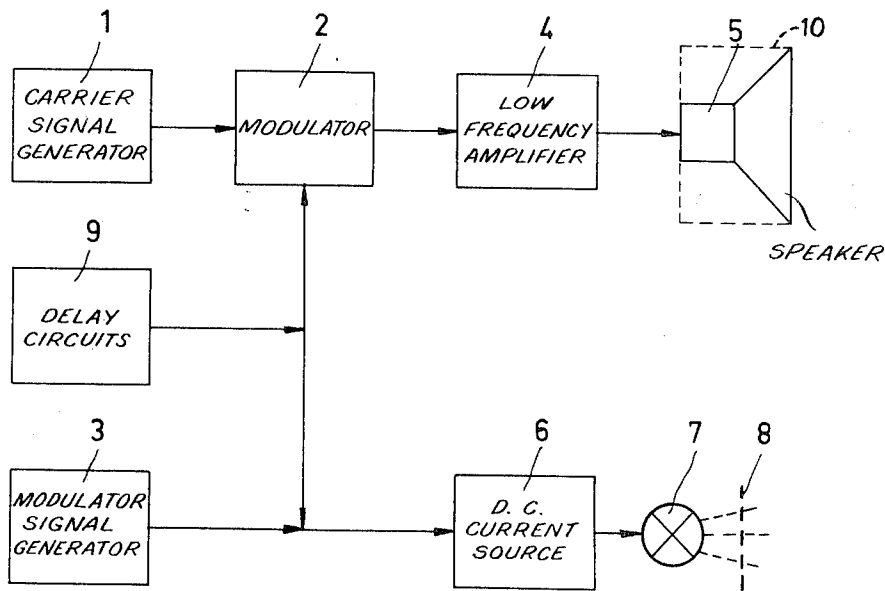 1
CARRIER
SIGNAL
GENERATOR
2
MODULATOR
4
LOW
FREQUENCY
AMPLIFIER
5
10
SPEAKER
9
DELAY
CIRCUITS
3
MODULATOR
SIGNAL
GENERATOR
6
D. C.
CURRENT
SOURCE
7
8